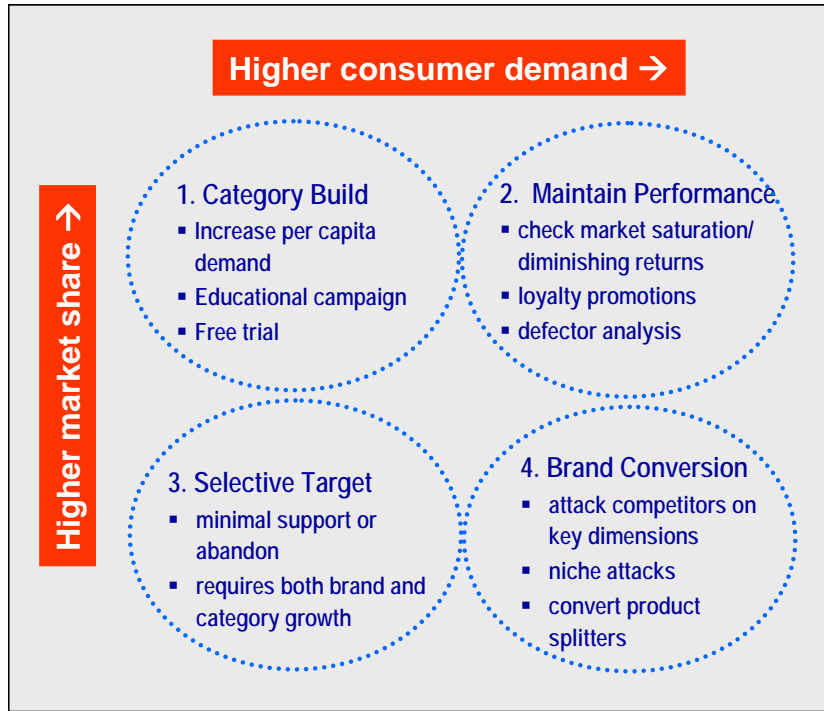 Higher consumer demand →
Higher market share →
1. Category Build
▪ Increase per capita
demand
▪ Educational campaign
▪ Free trial
2. Maintain Performance
▪ check market saturation/
diminishing returns
▪ loyalty promotions
▪ defector analysis
3. Selective Target
▪ minimal support or
abandon
▪ requires both brand and
category growth
4. Brand Conversion
▪ attack competitors on
key dimensions
▪ niche attacks
▪ convert product
splitters